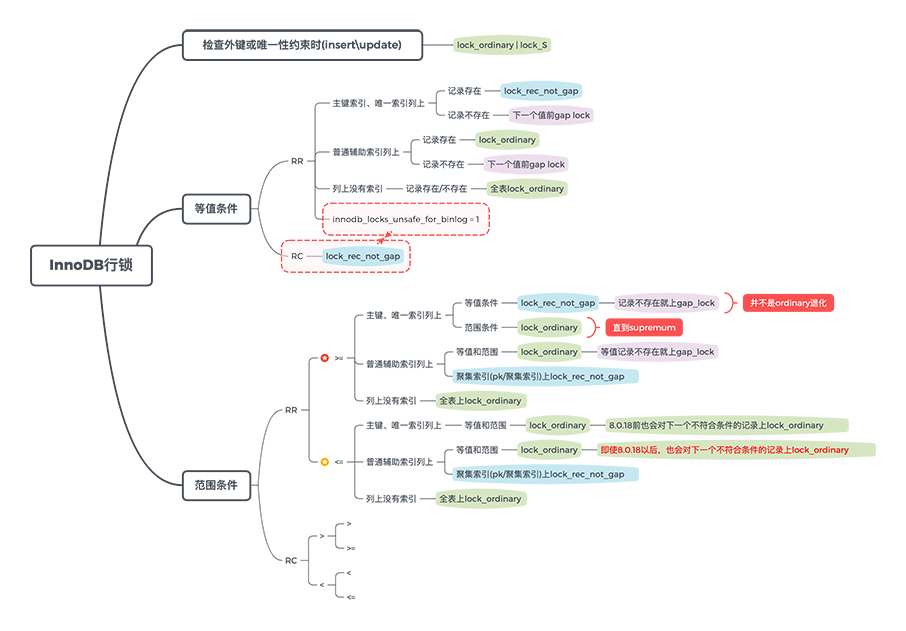 检查外键或唯一性约束时(insert\update)
lock_ordinary | lock_S
InnoDB行锁
等值条件
RR
主键索引、唯一索引列上
记录存在
lock_rec_not_gap
记录不存在
下一个值前gap lock
普通辅助索引列上
记录存在
lock_ordinary
记录不存在
下一个值前gap lock
列上没有索引
记录存在/不存在
全表lock_ordinary
innodb_locks_unsafe_for_binlog = 1
RC
lock_rec_not_gap
范围条件
RR
>=
主键、唯一索引列上
等值条件
lock_rec_not_gap
记录不存在就上gap_lock
并不是ordinary退化
范围条件
lock_ordinary
直到supremum
普通辅助索引列上
等值和范围
lock_ordinary
等值记录不存在就上gap_lock
聚集索引(pk/聚集索引)上lock_rec_not_gap
列上没有索引
全表上lock_ordinary
<=
主键、唯一索引列上
等值和范围
lock_ordinary
8.0.18前也会对下一个不符合条件的记录上lock_ordinary
普通辅助索引列上
等值和范围
lock_ordinary
即使8.0.18以后，也会对下一个不符合条件的记录上lock_ordinary
聚集索引(pk/聚集索引)上lock_rec_not_gap
列上没有索引
全表上lock_ordinary
RC
>
>
>=
<
<
<=